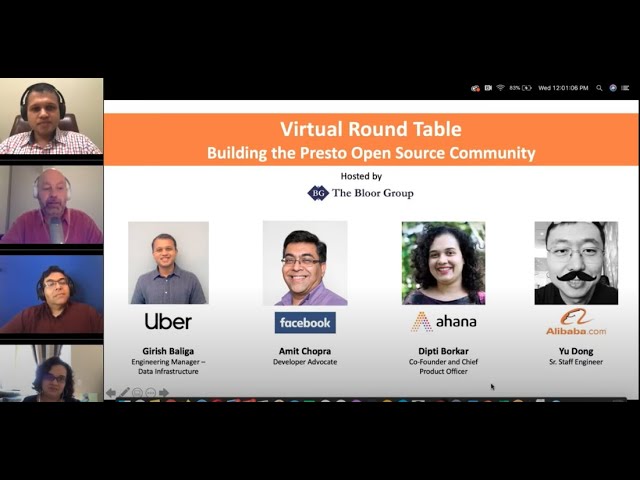 83%
Wed 12:01:06 PM
Virtual Round Table
Building the Presto Open Source Community
Hosted by
BG The Bloor Group
Uber
facebook
ahana
Alibaba.com
Girish Baliga
Engineering Manager –
Data Infrastructure
Amit Chopra
Developer Advocate
Dipti Borkar
Co-Founder and Chief
Product Officer
Yu Dong
Sr. Staff Engineer